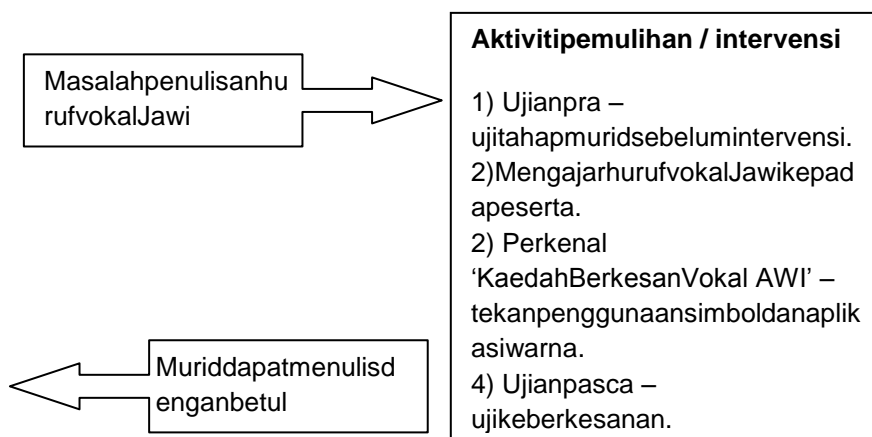 Masalahpenulisanhu
rufvokalJawi
Aktivitipemulihan / intervensi
1) Ujianpra –
ujitahapmuridsebelumintervensi.
2)MengajarhurufvokalJawikepad
apeserta.
2) Perkenal
‘KaedahBerkesanVokal AWI’ –
tekanpenggunaansimboldanaplik
asiwarna.
4) Ujianpasca –
ujikeberkesanan.
Muriddapatmenulisd
enganbetul